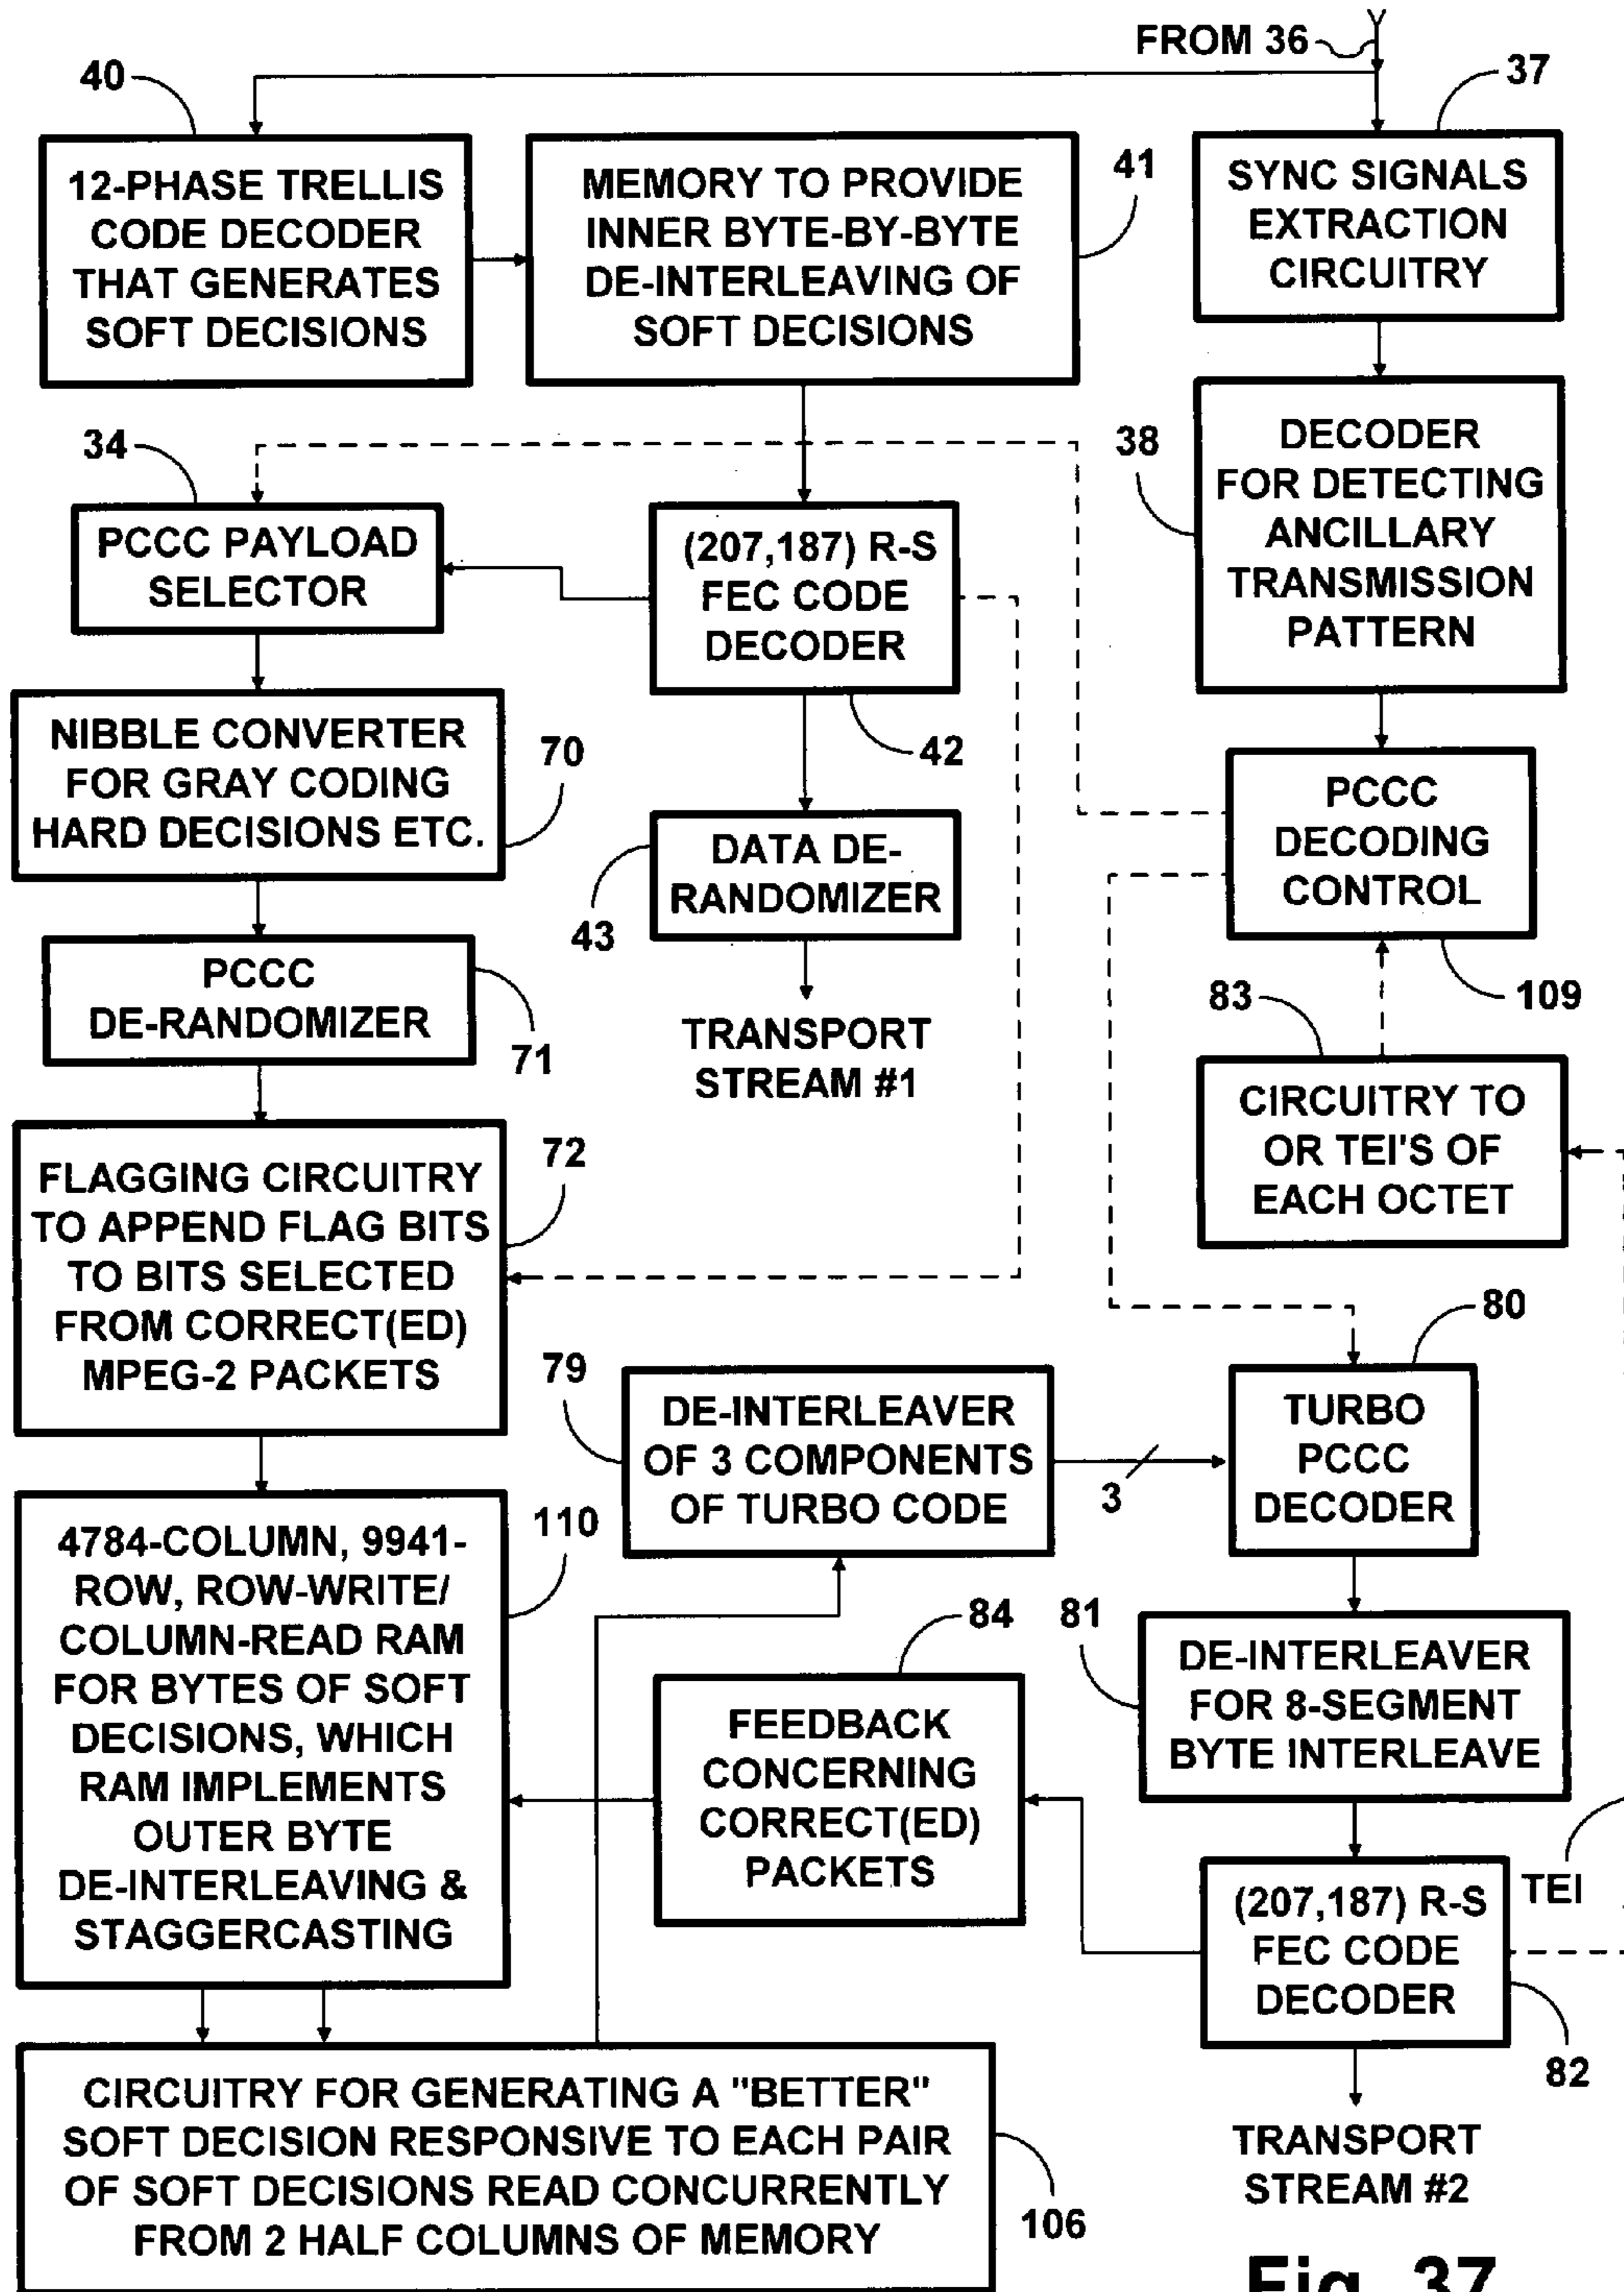 FROM 36
40
37
12-PHASE TRELLIS
CODE DECODER
THAT GENERATES
SOFT DECISIONS
MEMORY TO PROVIDE
INNER BYTE-BY-BYTE
DE-INTERLEAVING OF
SOFT DECISIONS
41
SYNC SIGNALS
EXTRACTION
CIRCUITRY
34
38
DECODER
FOR DETECTING
ANCILLARY
TRANSMISSION
PATTERN
PCCC PAYLOAD
SELECTOR
(207,187) R-S
FEC CODE
DECODER
42
NIBBLE CONVERTER
FOR GRAY CODING
HARD DECISIONS ETC.
70
DATA DE-
RANDOMIZER
43
PCCC
DECODING
CONTROL
109
PCCC
DE-RANDOMIZER
71
TRANSPORT
STREAM #1
83
CIRCUITRY TO
OR TEI'S OF
EACH OCTET
FLAGGING CIRCUITRY
TO APPEND FLAG BITS
TO BITS SELECTED
FROM CORRECT(ED)
MPEG-2 PACKETS
72
79
DE-INTERLEAVER
OF 3 COMPONENTS
OF TURBO CODE
3
80
TURBO
PCCC
DECODER
4784-COLUMN, 9941-
ROW, ROW-WRITE/
COLUMN-READ RAM
FOR BYTES OF SOFT
DECISIONS, WHICH
RAM IMPLEMENTS
OUTER BYTE
DE-INTERLEAVING &
STAGGERCASTING
110
84
FEEDBACK
CONCERNING
CORRECT(ED)
PACKETS
81
DE-INTERLEAVER
FOR 8-SEGMENT
BYTE INTERLEAVE
TEI
(207,187) R-S
FEC CODE
DECODER
82
CIRCUITRY FOR GENERATING A "BETTER"
SOFT DECISION RESPONSIVE TO EACH PAIR
OF SOFT DECISIONS READ CONCURRENTLY
FROM 2 HALF COLUMNS OF MEMORY
106
TRANSPORT
STREAM #2
Fig. 37